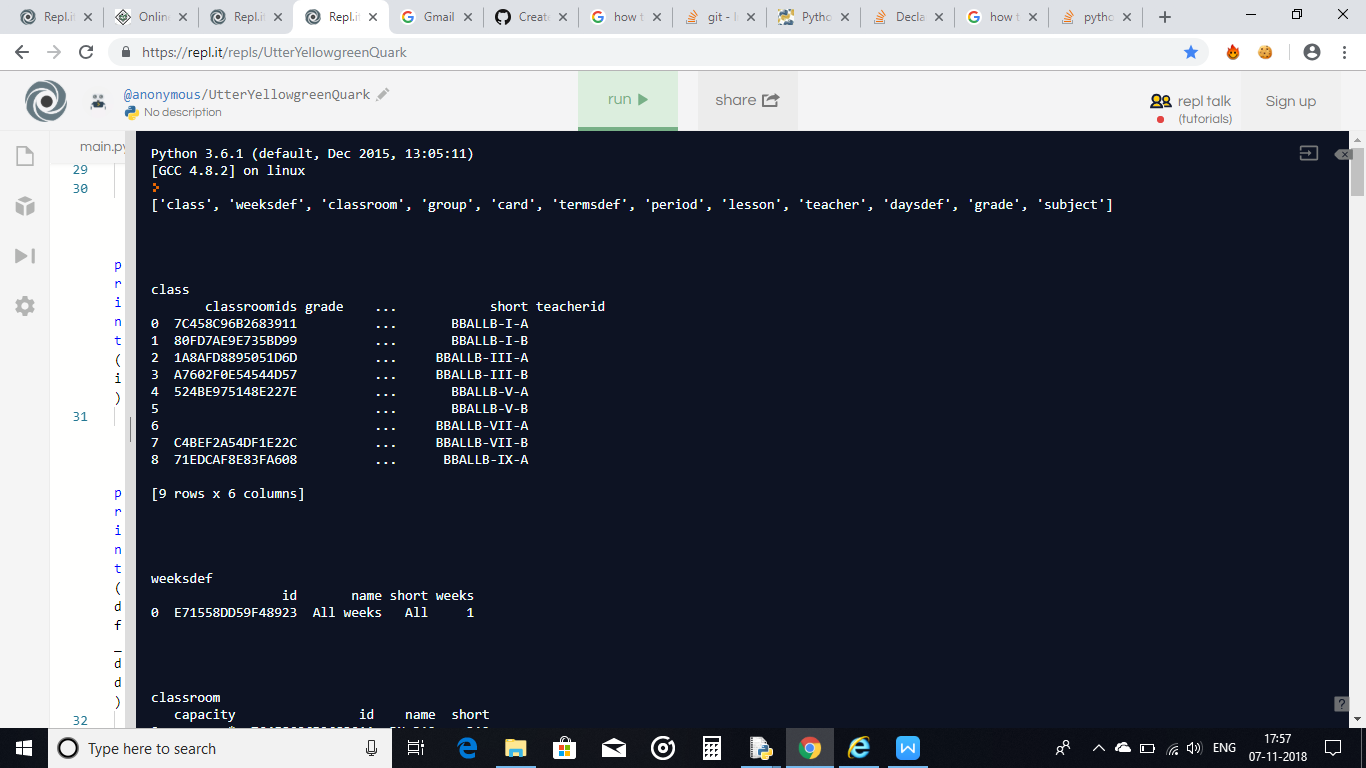 Repl.it
Online
Repl.it
Repl.it
Gmail
Create
how t
git - l
Pytho
Decla
how t
pytho
https://repl.it/repls/UtterYellowgreenQuark
@anonymous/UtterYellowgreenQuark
No description
run
share
repl talk
(tutorials)
Sign up
main.py
29
30
print(i)
31
print(df_dd)
32
Python 3.6.1 (default, Dec 2015, 13:05:11)
[GCC 4.8.2] on linux
['class', 'weeksdef', 'classroom', 'group', 'card', 'termsdef', 'period', 'lesson', 'teacher', 'daysdef', 'grade', 'subject']
class
classroomids grade ... short teacherid
0 7C458C96B2683911 ... BBALLB-I-A
1 80FD7AE9E735BD99 ... BBALLB-I-B
2 1A8AFD8895051D6D ... BBALLB-III-A
3 A7602F0E54544D57 ... BBALLB-III-B
4 524BE975148E227E ... BBALLB-V-A
5 ... BBALLB-V-B
6 ... BBALLB-VII-A
7 C4BEF2A54DF1E22C ... BBALLB-VII-B
8 71EDCAF8E83FA608 ... BBALLB-IX-A
[9 rows x 6 columns]
weeksdef
id name short weeks
0 E71558DD59F48923 All weeks All 1
classroom
capacity id name short
Type here to search
ENG
17:57
07-11-2018